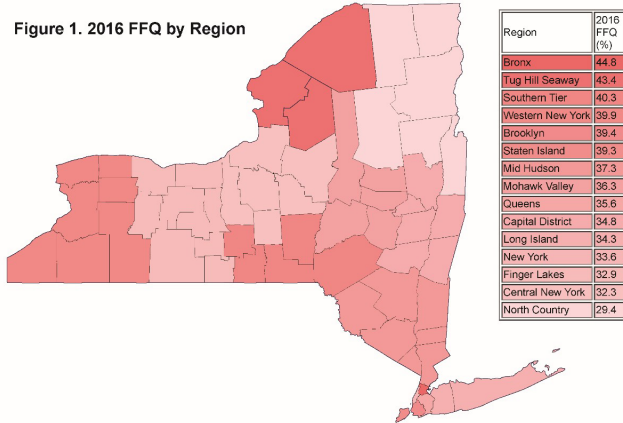 Figure 1. 2016 FFQ by Region
Region 2016 FFQ (%)
Bronx 44.8
Tug Hill Seaway 43.4
Southern Tier 40.3
Western New York 39.9
Brooklyn 39.4
Staten Island 39.3
Mid Hudson 37.3
Mohawk Valley 36.3
Queens 35.6
Capital District 34.8
Long Island 34.3
New York 33.6
Finger Lakes 32.9
Central New York 32.3
North Country 29.4